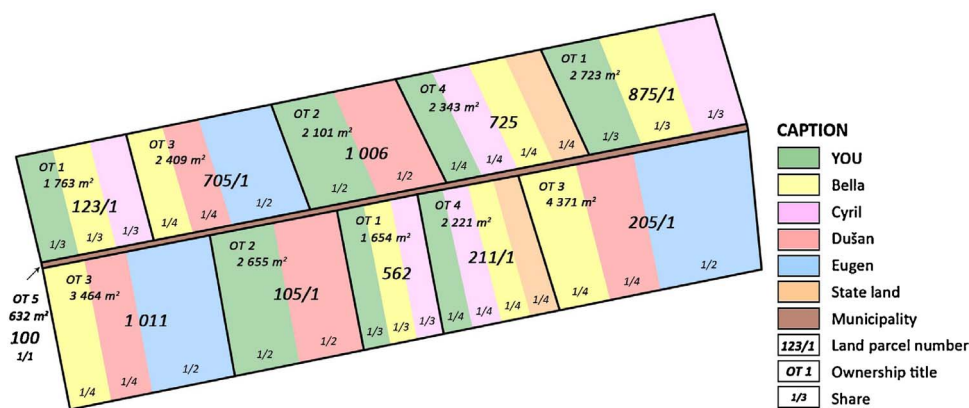 OT 1
1 763 m²
123/1
1/3
1/3
1/3
OT 3
2 409 m²
705/1
1/4
1/4
1/2
OT 2
2 101 m²
1 006
1/2
1/2
OT 4
2 343 m²
725
1/4
1/4
1/4
1/4
OT 1
2 723 m²
875/1
1/3
1/3
1/3
OT 5
632 m²
100
1/1
OT 3
3 464 m²
1 011
1/4
1/4
1/2
OT 2
2 655 m²
105/1
1/2
1/2
OT 1
1 654 m²
562
1/3
1/3
1/3
OT 4
2 221 m²
211/1
1/4
1/4
1/4
1/4
OT 3
4 371 m²
205/1
1/4
1/4
1/2
CAPTION
YOU
Bella
Cyril
Dušan
Eugen
State land
Municipality
123/1 Land parcel number
OT 1 Ownership title
1/3 Share